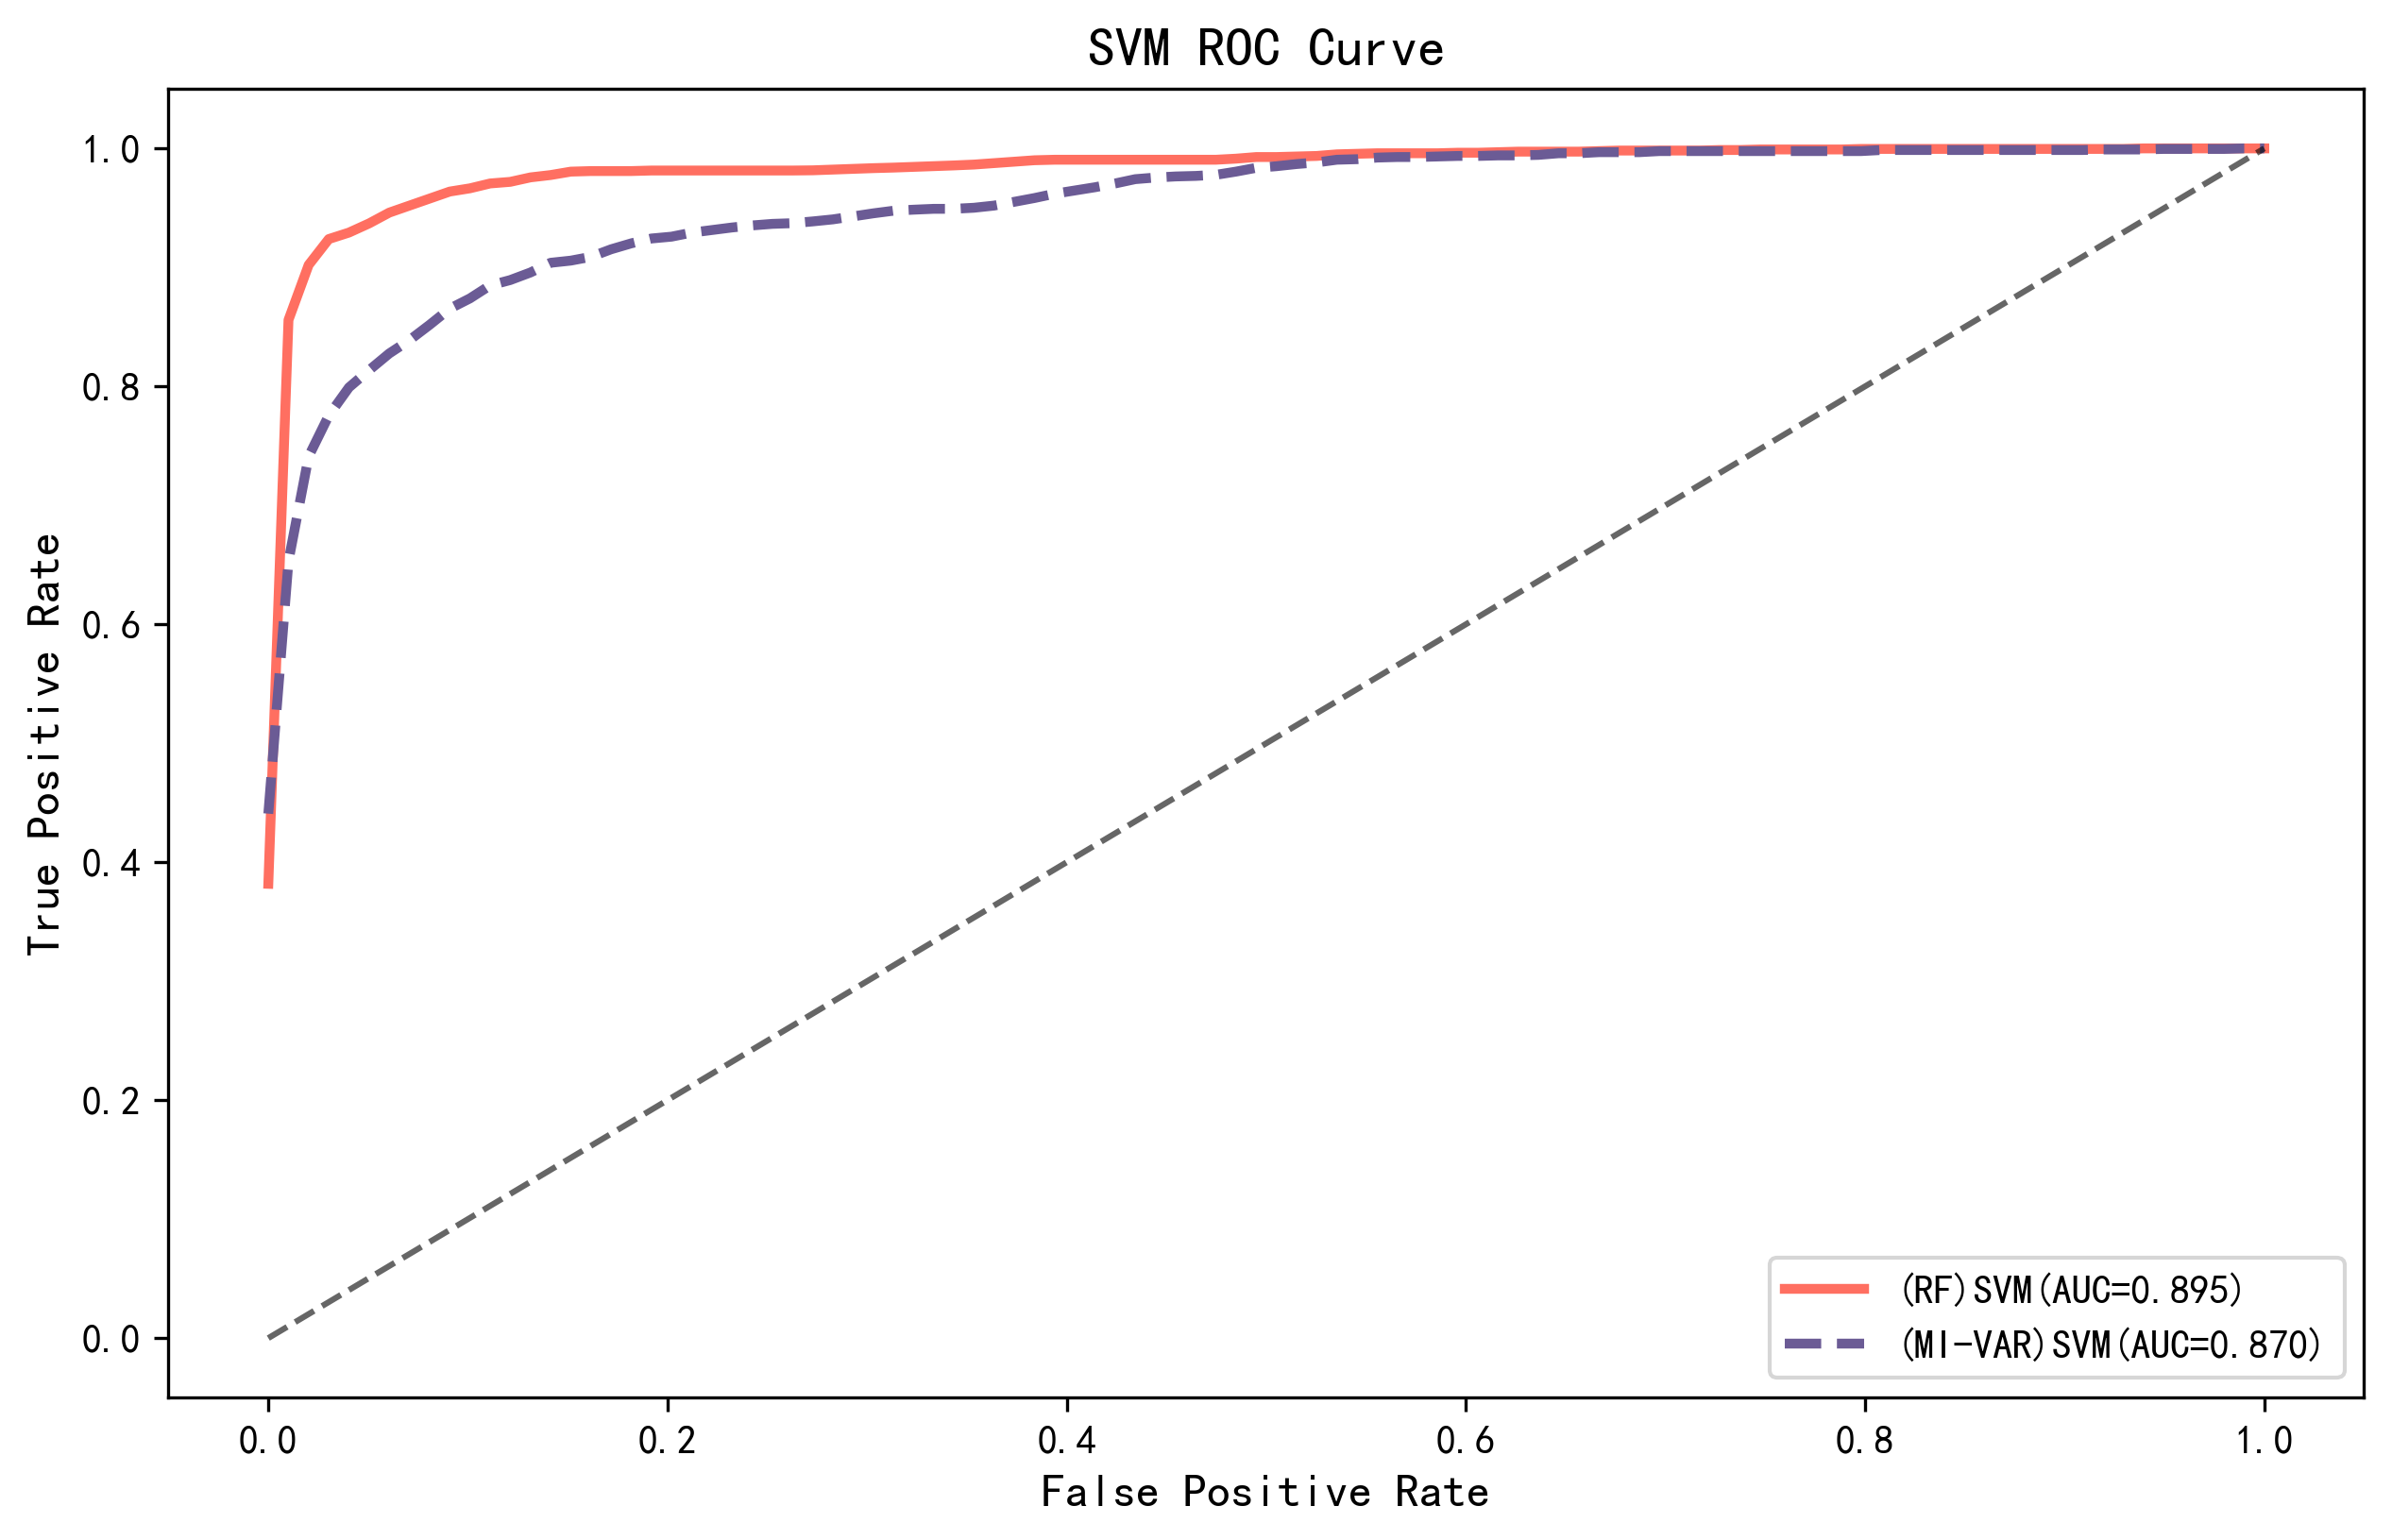 SVM ROC Curve
True Positive Rate
1.0
0.8
0.6
0.4
0.2
0.0
0.0 0.2 0.4 0.6 0.8 1.0
False Positive Rate
(RF)SVM(AUC=0.895)
(MI-VAR)SVM(AUC=0.870)